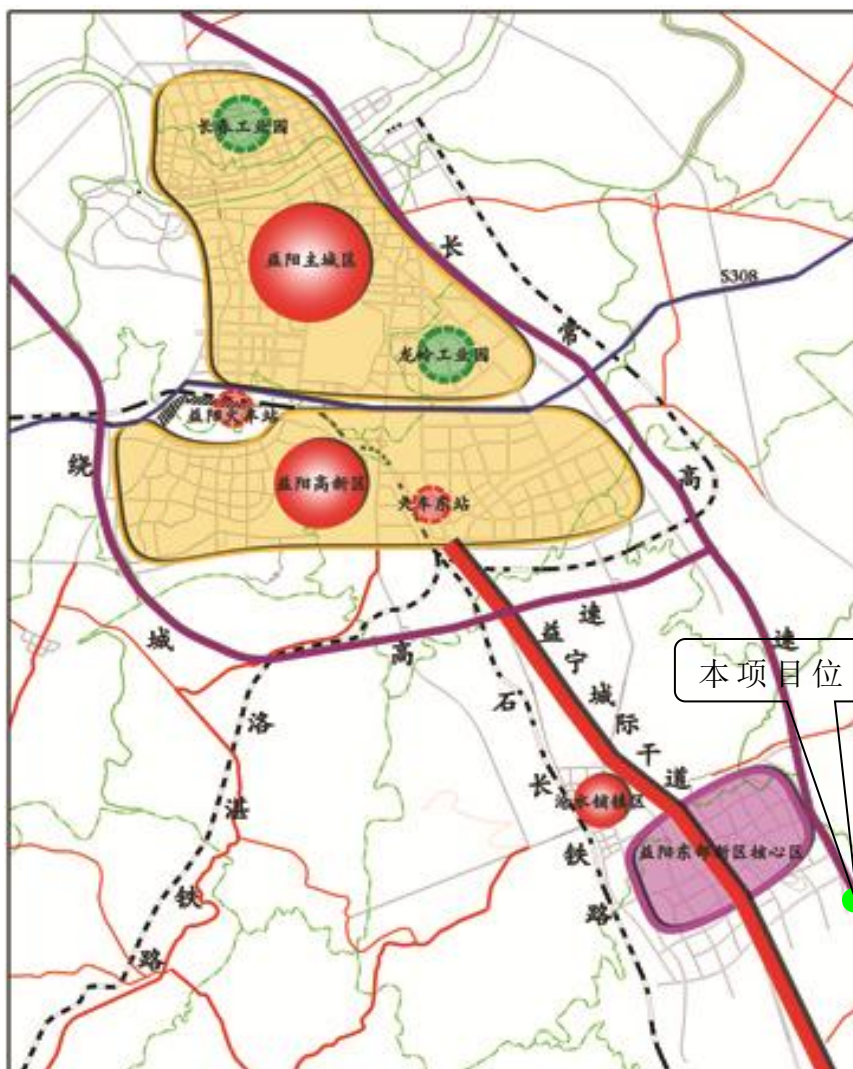 长春工业园
益阳主城区
长
S308
常
龙岭工业园
益阳火车站
绕
高
益阳高新区
火车东站
速
益
宁
城
际
干
道
城
高
速
本项目位
石
长
铁
路
洛
湛
铁
路
沧水铺镇区
益阳东部新区核心区